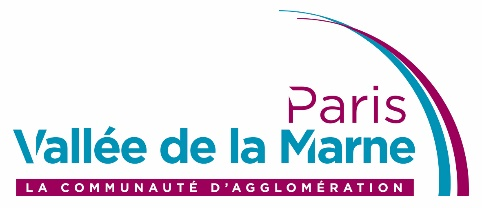 Paris
Vallée de la Marne
LA COMMUNAUTÉ D'AGGLOMÉRATION